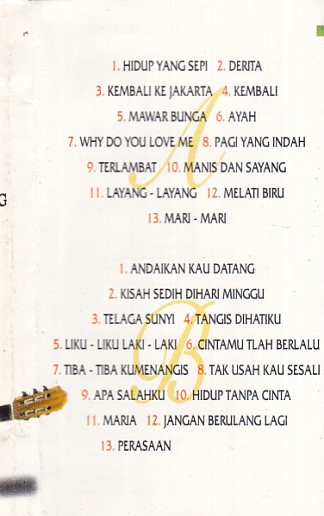 1. HIDUP YANG SEPI 2. DERITA
3. KEMBALI KE JAKARTA 4. KEMBALI
5. MAWAR BUNGA 6. AYAH
7. WHY DO YOU LOVE ME 8. PAGI YANG INDAH
9. TERLAMBAT 10. MANIS DAN SAYANG
11. LAYANG - LAYANG 12. MELATI BIRU
13. MARI - MARI
A
G
1. ANDAIKAN KAU DATANG
2. KISAH SEDIH DIHARI MINGGU
3. TELAGA SUNYI 4. TANGIS DIHATIKU
5. LIKU - LIKU LAKI - LAKI 6. CINTAMU TLAH BERLALU
7. TIBA - TIBA KUMENANGIS 8. TAK USAH KAU SESALI
9. APA SALAHKU 10. HIDUP TANPA CINTA
11. MARIA 12. JANGAN BERULANG LAGI
13. PERASAAN
B